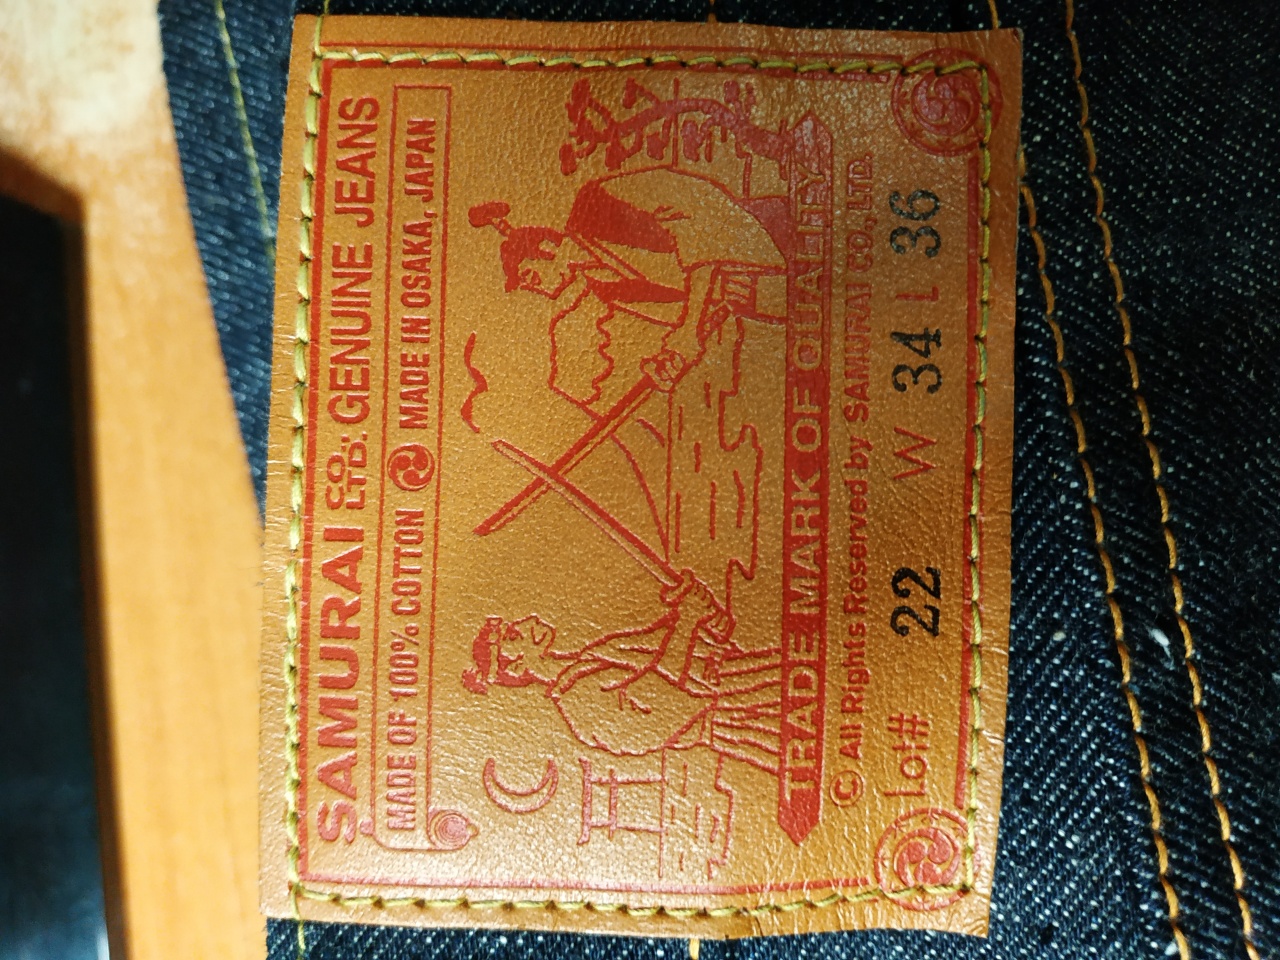 SAMURAI CO., LTD. GENUINE JEANS
MADE OF 100% COTTON MADE IN OSAKA, JAPAN
TRADE MARK OF QUALITY
© All Rights Reserved by SAMURAI CO., LTD.
Lot# 22 W 34 L 36